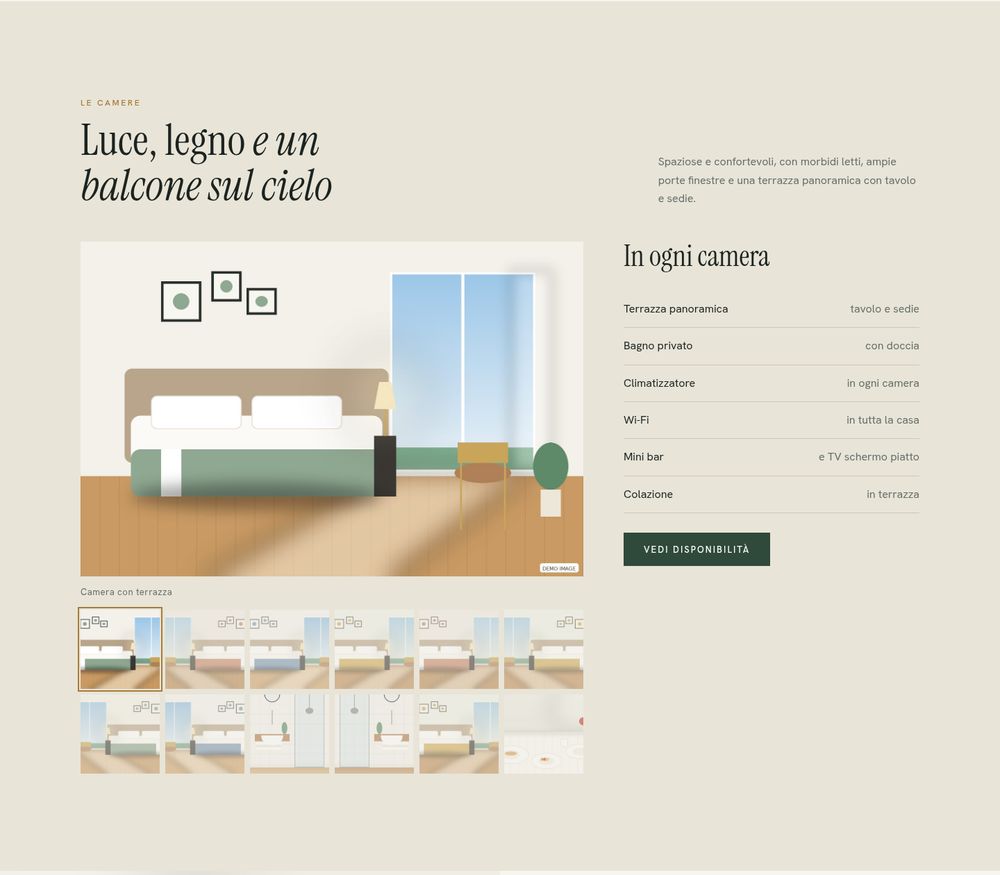 LE CAMERE
Luce, legno e un
balcone sul cielo
Spaziose e confortevoli, con morbidi letti, ampie
porte finestre e una terrazza panoramica con tavolo
e sedie.
DEMO IMAGE
Camera con terrazza
In ogni camera
Terrazza panoramica tavolo e sedie
Bagno privato con doccia
Climatizzatore in ogni camera
Wi-Fi in tutta la casa
Mini bar e TV schermo piatto
Colazione in terrazza
VEDI DISPONIBILITÀ